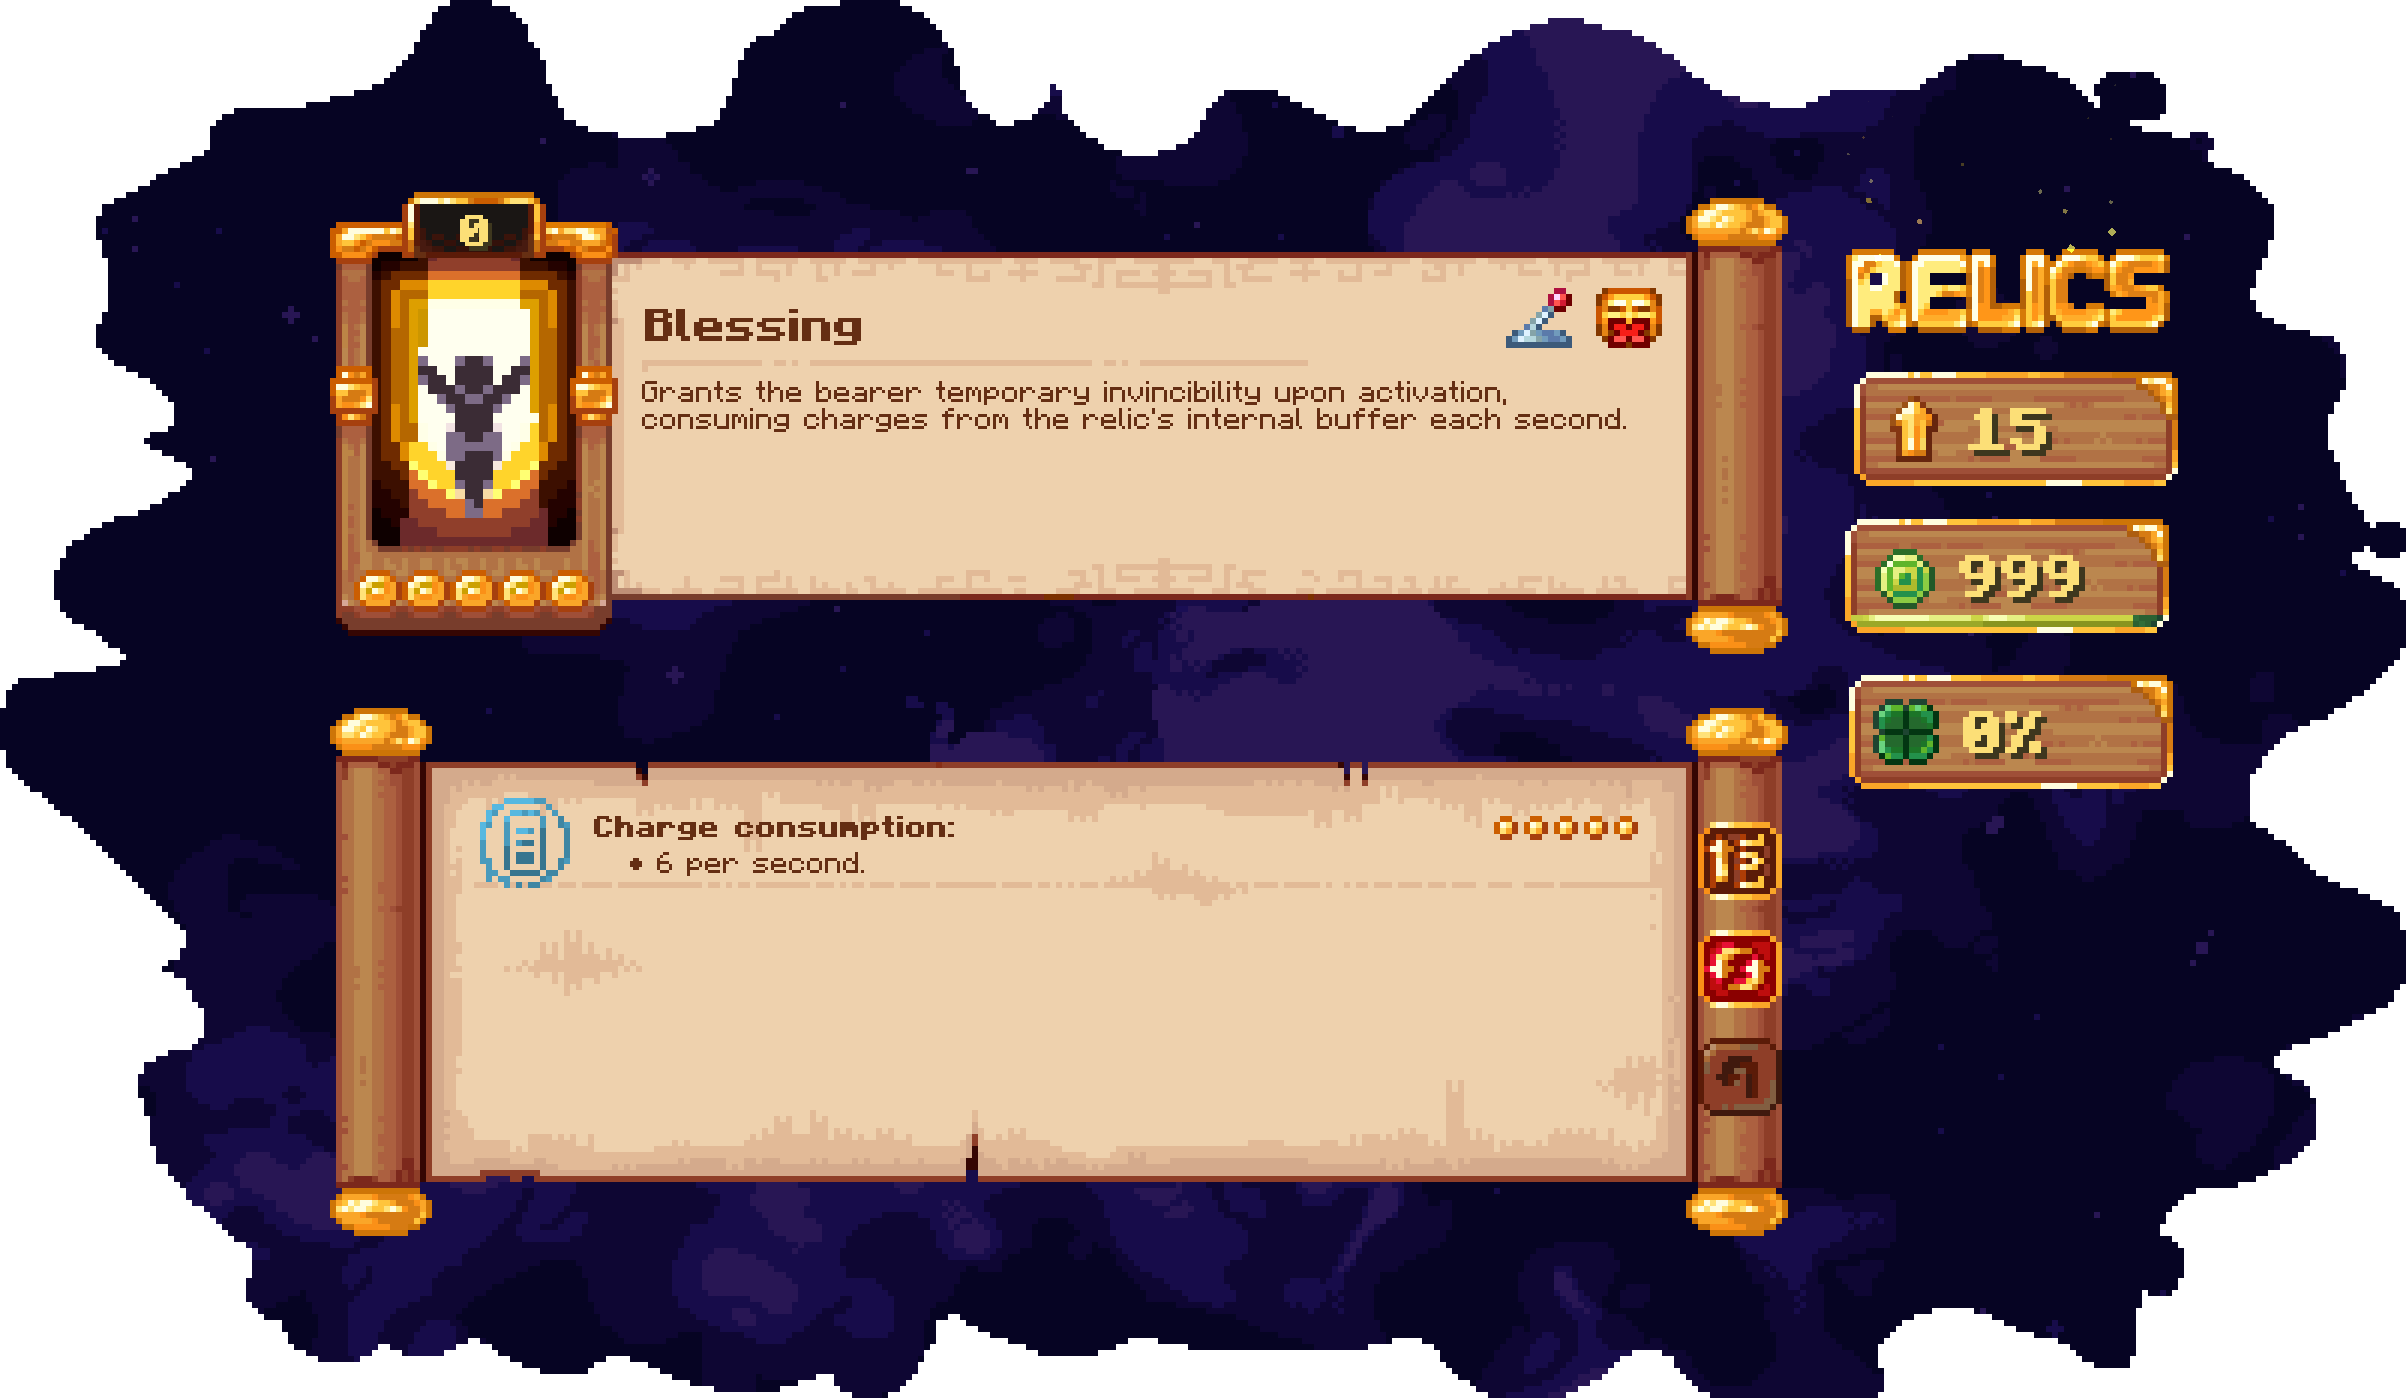 0
Blessing
Grants the bearer temporary invincibility upon activation,
consuming charges from the relic's internal buffer each second.
RELICS
15
999
0%
Charge consumption:
• 6 per second.